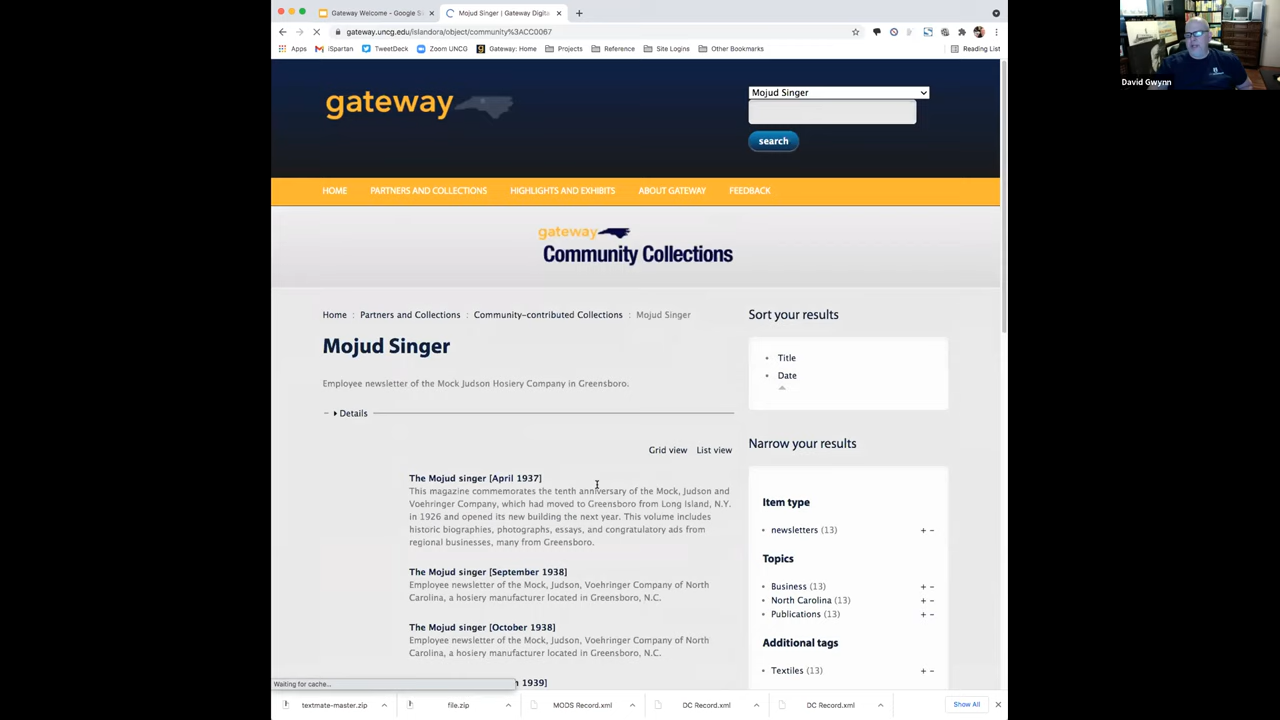 Gateway Welcome - Google S
Mojud Singer | Gateway Digita
gateway.uncg.edu/islandora/object/community%3ACC0067
Apps
iSpartan
TweetDeck
Zoom UNCG
Gateway: Home
Projects
Reference
Site Logins
Other Bookmarks
Reading List
David Gwynn
gateway
Mojud Singer
search
HOME
PARTNERS AND COLLECTIONS
HIGHLIGHTS AND EXHIBITS
ABOUT GATEWAY
FEEDBACK
gateway
Community Collections
Home : Partners and Collections : Community-contributed Collections : Mojud Singer
Mojud Singer
Employee newsletter of the Mock Judson Hosiery Company in Greensboro.
Details
Grid view List view
The Mojud singer [April 1937]
This magazine commemorates the tenth anniversary of the Mock, Judson and
Voehringer Company, which had moved to Greensboro from Long Island, N.Y.
in 1926 and opened its new building the next year. This volume includes
historic biographies, photographs, essays, and congratulatory ads from
regional businesses, many from Greensboro.
The Mojud singer [September 1938]
Employee newsletter of the Mock, Judson, Voehringer Company of North
Carolina, a hosiery manufacturer located in Greensboro, N.C.
The Mojud singer [October 1938]
Employee newsletter of the Mock, Judson, Voehringer Company of North
Carolina, a hosiery manufacturer located in Greensboro, N.C.
1939]
Sort your results
Title
Date
Narrow your results
Item type
newsletters (13) + -
Topics
Business (13) + -
North Carolina (13) + -
Publications (13) + -
Additional tags
Textiles (13) + -
Waiting for cache...
textmate-master.zip
file.zip
MODS Record.xml
DC Record.xml
DC Record.xml
Show All